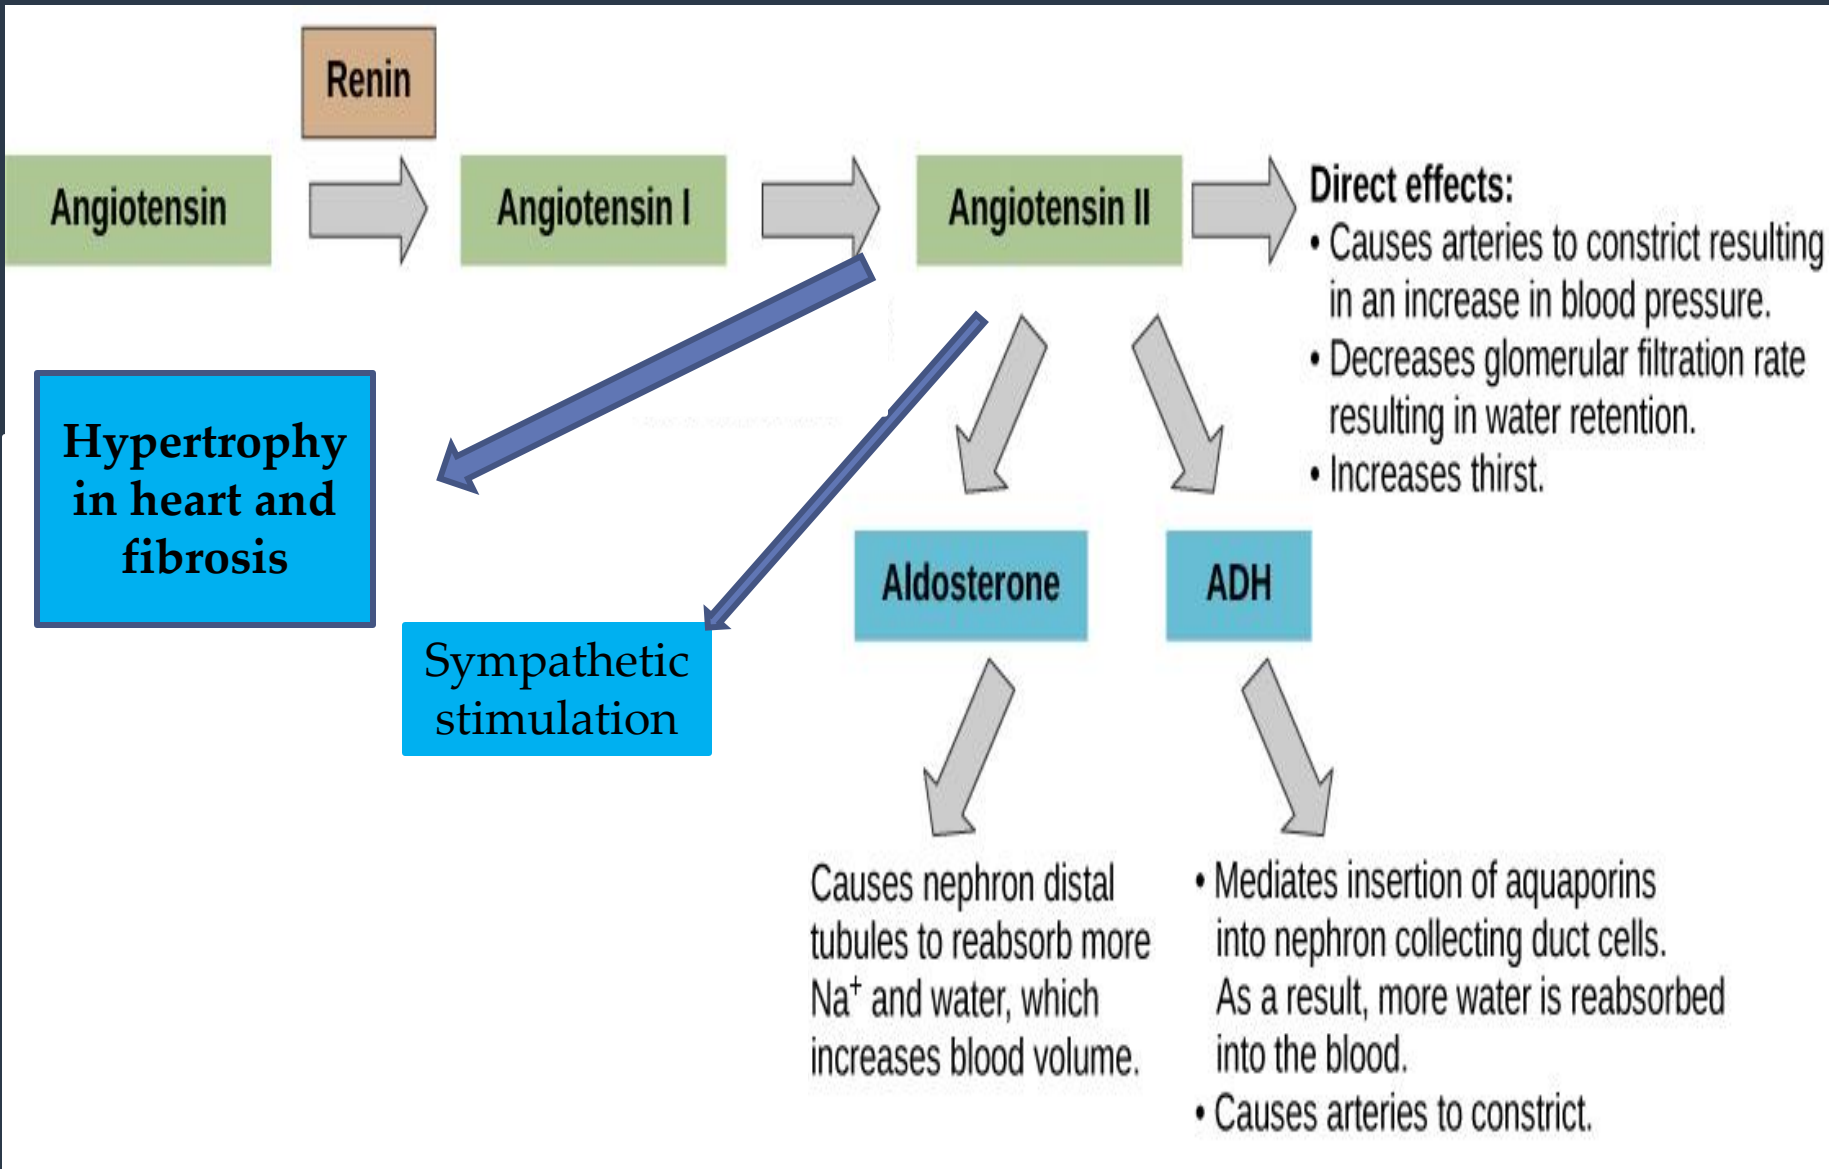 Renin
Angiotensin
Angiotensin I
Angiotensin II
Direct effects:
• Causes arteries to constrict resulting
in an increase in blood pressure.
• Decreases glomerular filtration rate
resulting in water retention.
• Increases thirst.
Hypertrophy
in heart and
fibrosis
Sympathetic
stimulation
Aldosterone
ADH
Causes nephron distal
tubules to reabsorb more
Na⁺ and water, which
increases blood volume.
• Mediates insertion of aquaporins
into nephron collecting duct cells.
As a result, more water is reabsorbed
into the blood.
• Causes arteries to constrict.